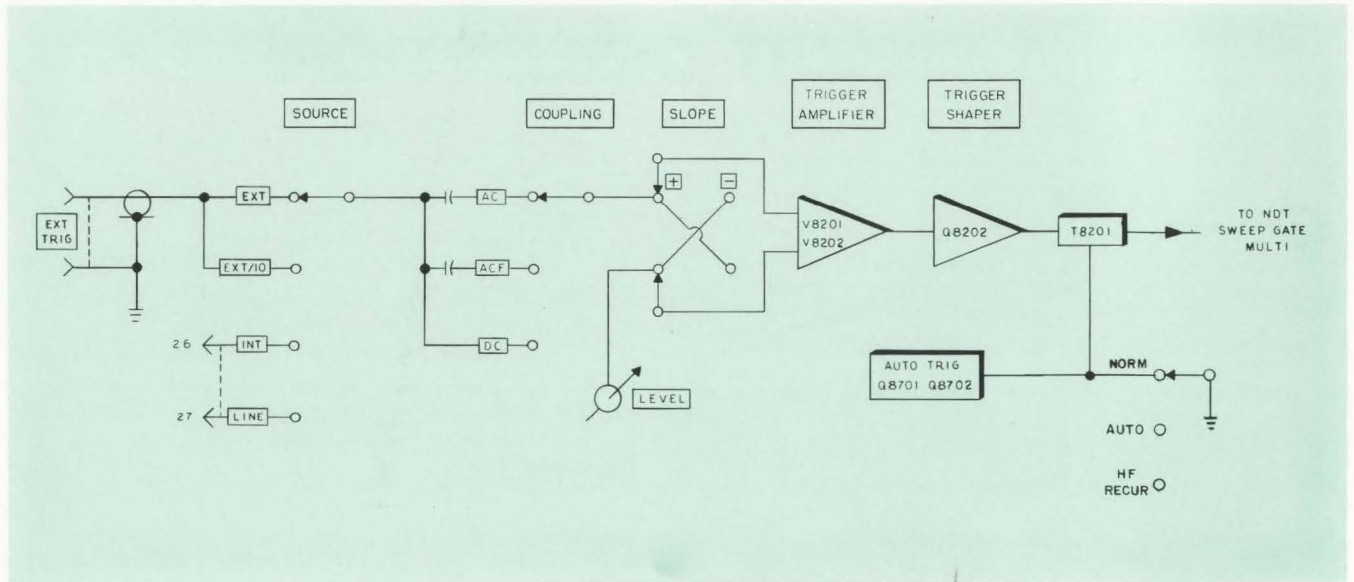 SOURCE
COUPLING
SLOPE
TRIGGER
AMPLIFIER
TRIGGER
SHAPER
EXT
TRIG
EXT
EXT/10
26
INT
27
LINE
AC
ACF
DC
+
−
LEVEL
V8201
V8202
Q8202
T8201
TO NDT
SWEEP GATE
MULTI
AUTO TRIG
Q8701 Q8702
NORM
AUTO
HF
RECUR